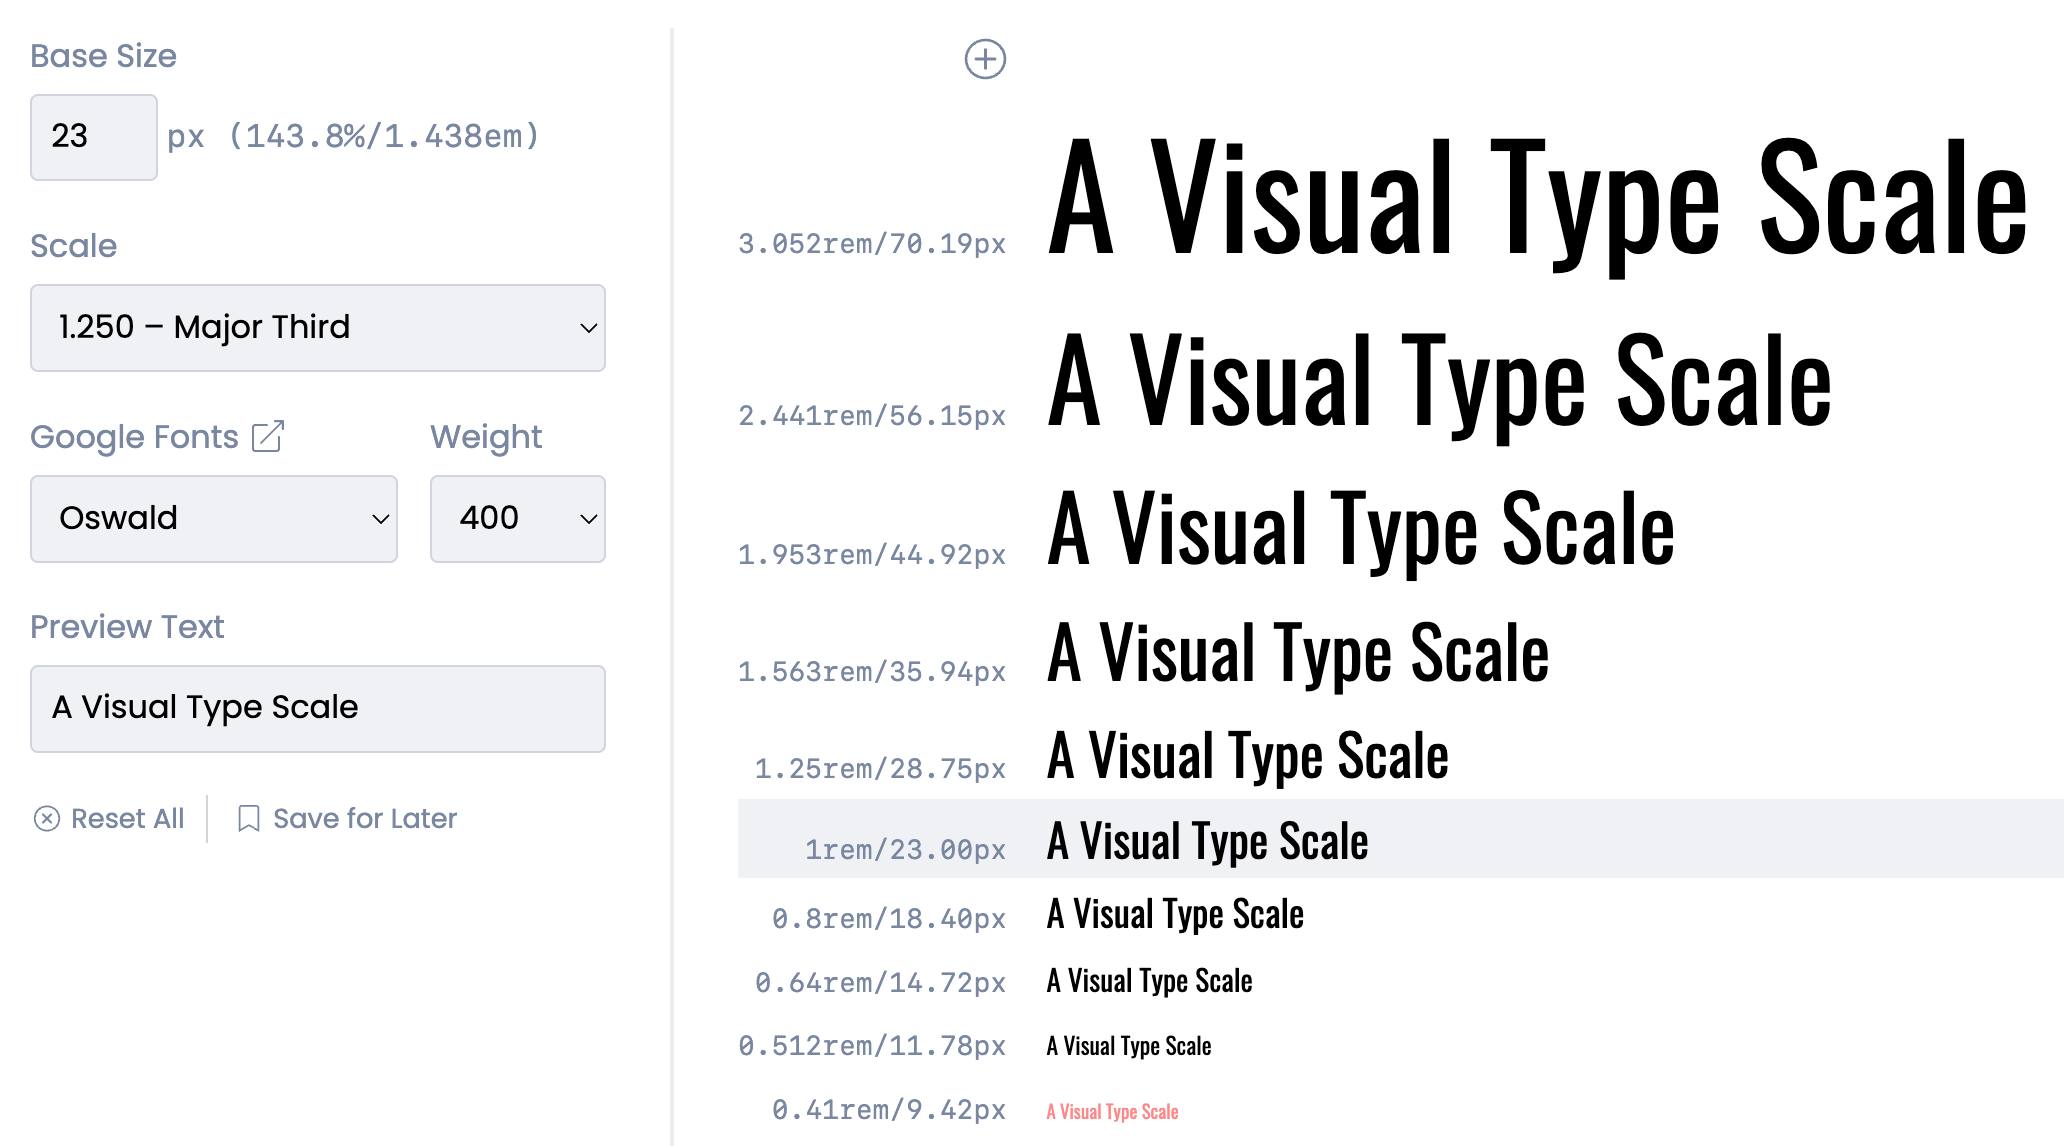 Base Size
23 px (143.8%/1.438em)
Scale
1.250 – Major Third
Google Fonts Weight
Oswald 400
Preview Text
A Visual Type Scale
Reset All Save for Later
3.052rem/70.19px A Visual Type Scale
2.441rem/56.15px A Visual Type Scale
1.953rem/44.92px A Visual Type Scale
1.563rem/35.94px A Visual Type Scale
1.25rem/28.75px A Visual Type Scale
1rem/23.00px A Visual Type Scale
0.8rem/18.40px A Visual Type Scale
0.64rem/14.72px A Visual Type Scale
0.512rem/11.78px A Visual Type Scale
0.41rem/9.42px A Visual Type Scale